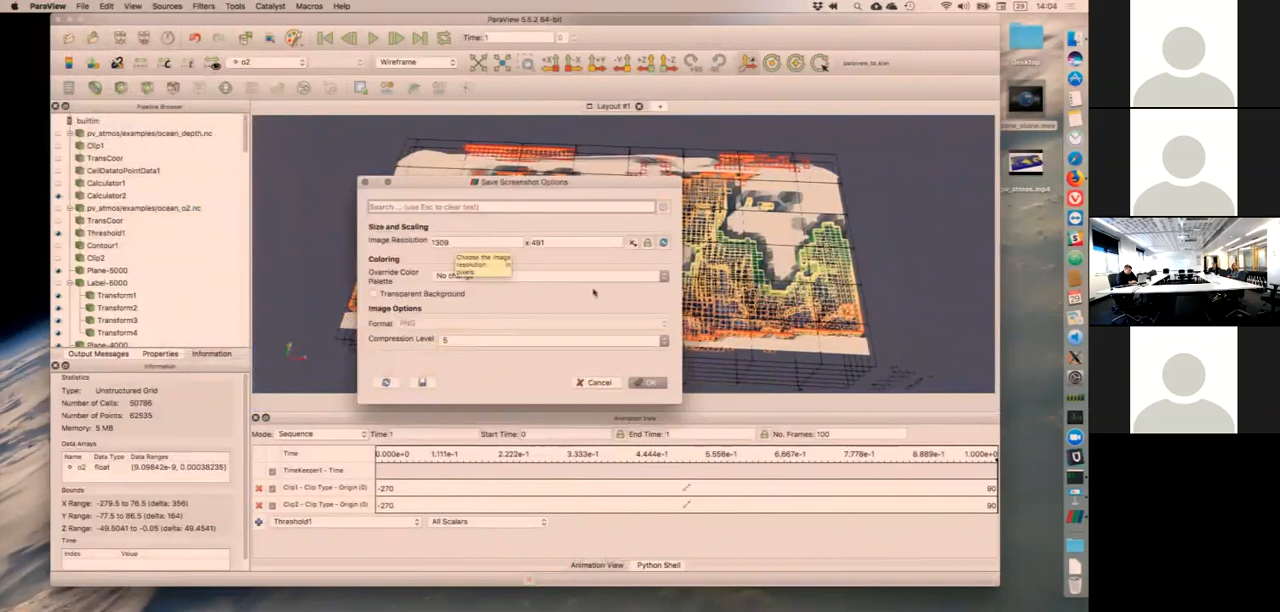 ParaView File Edit View Sources Filters Tools Catalyst Macros Help 29 14:04
ParaView 5.5.2 64-bit
Time: 1 0
o2 Wireframe
Pipeline Browser Layout #1
builtin:
pv_atmos/examples/ocean_depth.nc
Clip1
TransCoor
CellDatatoPointData1
Calculator1
Calculator2
pv_atmos/examples/ocean_o2.nc
TransCoor
Threshold1
Contour1
Clip2
Plane-5000
Label-5000
Transform1
Transform2
Transform3
Transform4
Plane-4000
Output Messages Properties Information
Information
Statistics
Type: Unstructured Grid
Number of Cells: 50786
Number of Points: 62535
Memory: 5 MB
Data Arrays
Name Data Type Data Ranges
o2 float [9.09842e-9, 0.00038235]
Bounds
X Range: -279.5 to 76.5 (delta: 356)
Y Range: -77.5 to 86.5 (delta: 164)
Z Range: -49.5041 to -0.05 (delta: 49.4541)
Time
Index Value
Save Screenshot Options
Search ... (use Esc to clear text)
Size and Scaling
Image Resolution 1309 x 491
Choose the image
resolution in
pixels.
Coloring
Override Color
Palette
No change
Transparent Background
Image Options
Format PNG
Compression Level 5
Cancel OK
Animation View
Mode: Sequence Time 1 Start Time: 0 End Time: 1 No. Frames: 100
Time 0.000e+0 1.111e-1 2.222e-1 3.333e-1 4.444e-1 5.556e-1 6.667e-1 7.778e-1 8.889e-1 1.000e+0
TimeKeeper1 - Time
Clip1 - Clip Type - Origin (0) -270 90
Clip2 - Clip Type - Origin (0) -270 90
Threshold1 All Scalars
Animation View Python Shell
Desktop
pv_atmos.mp4